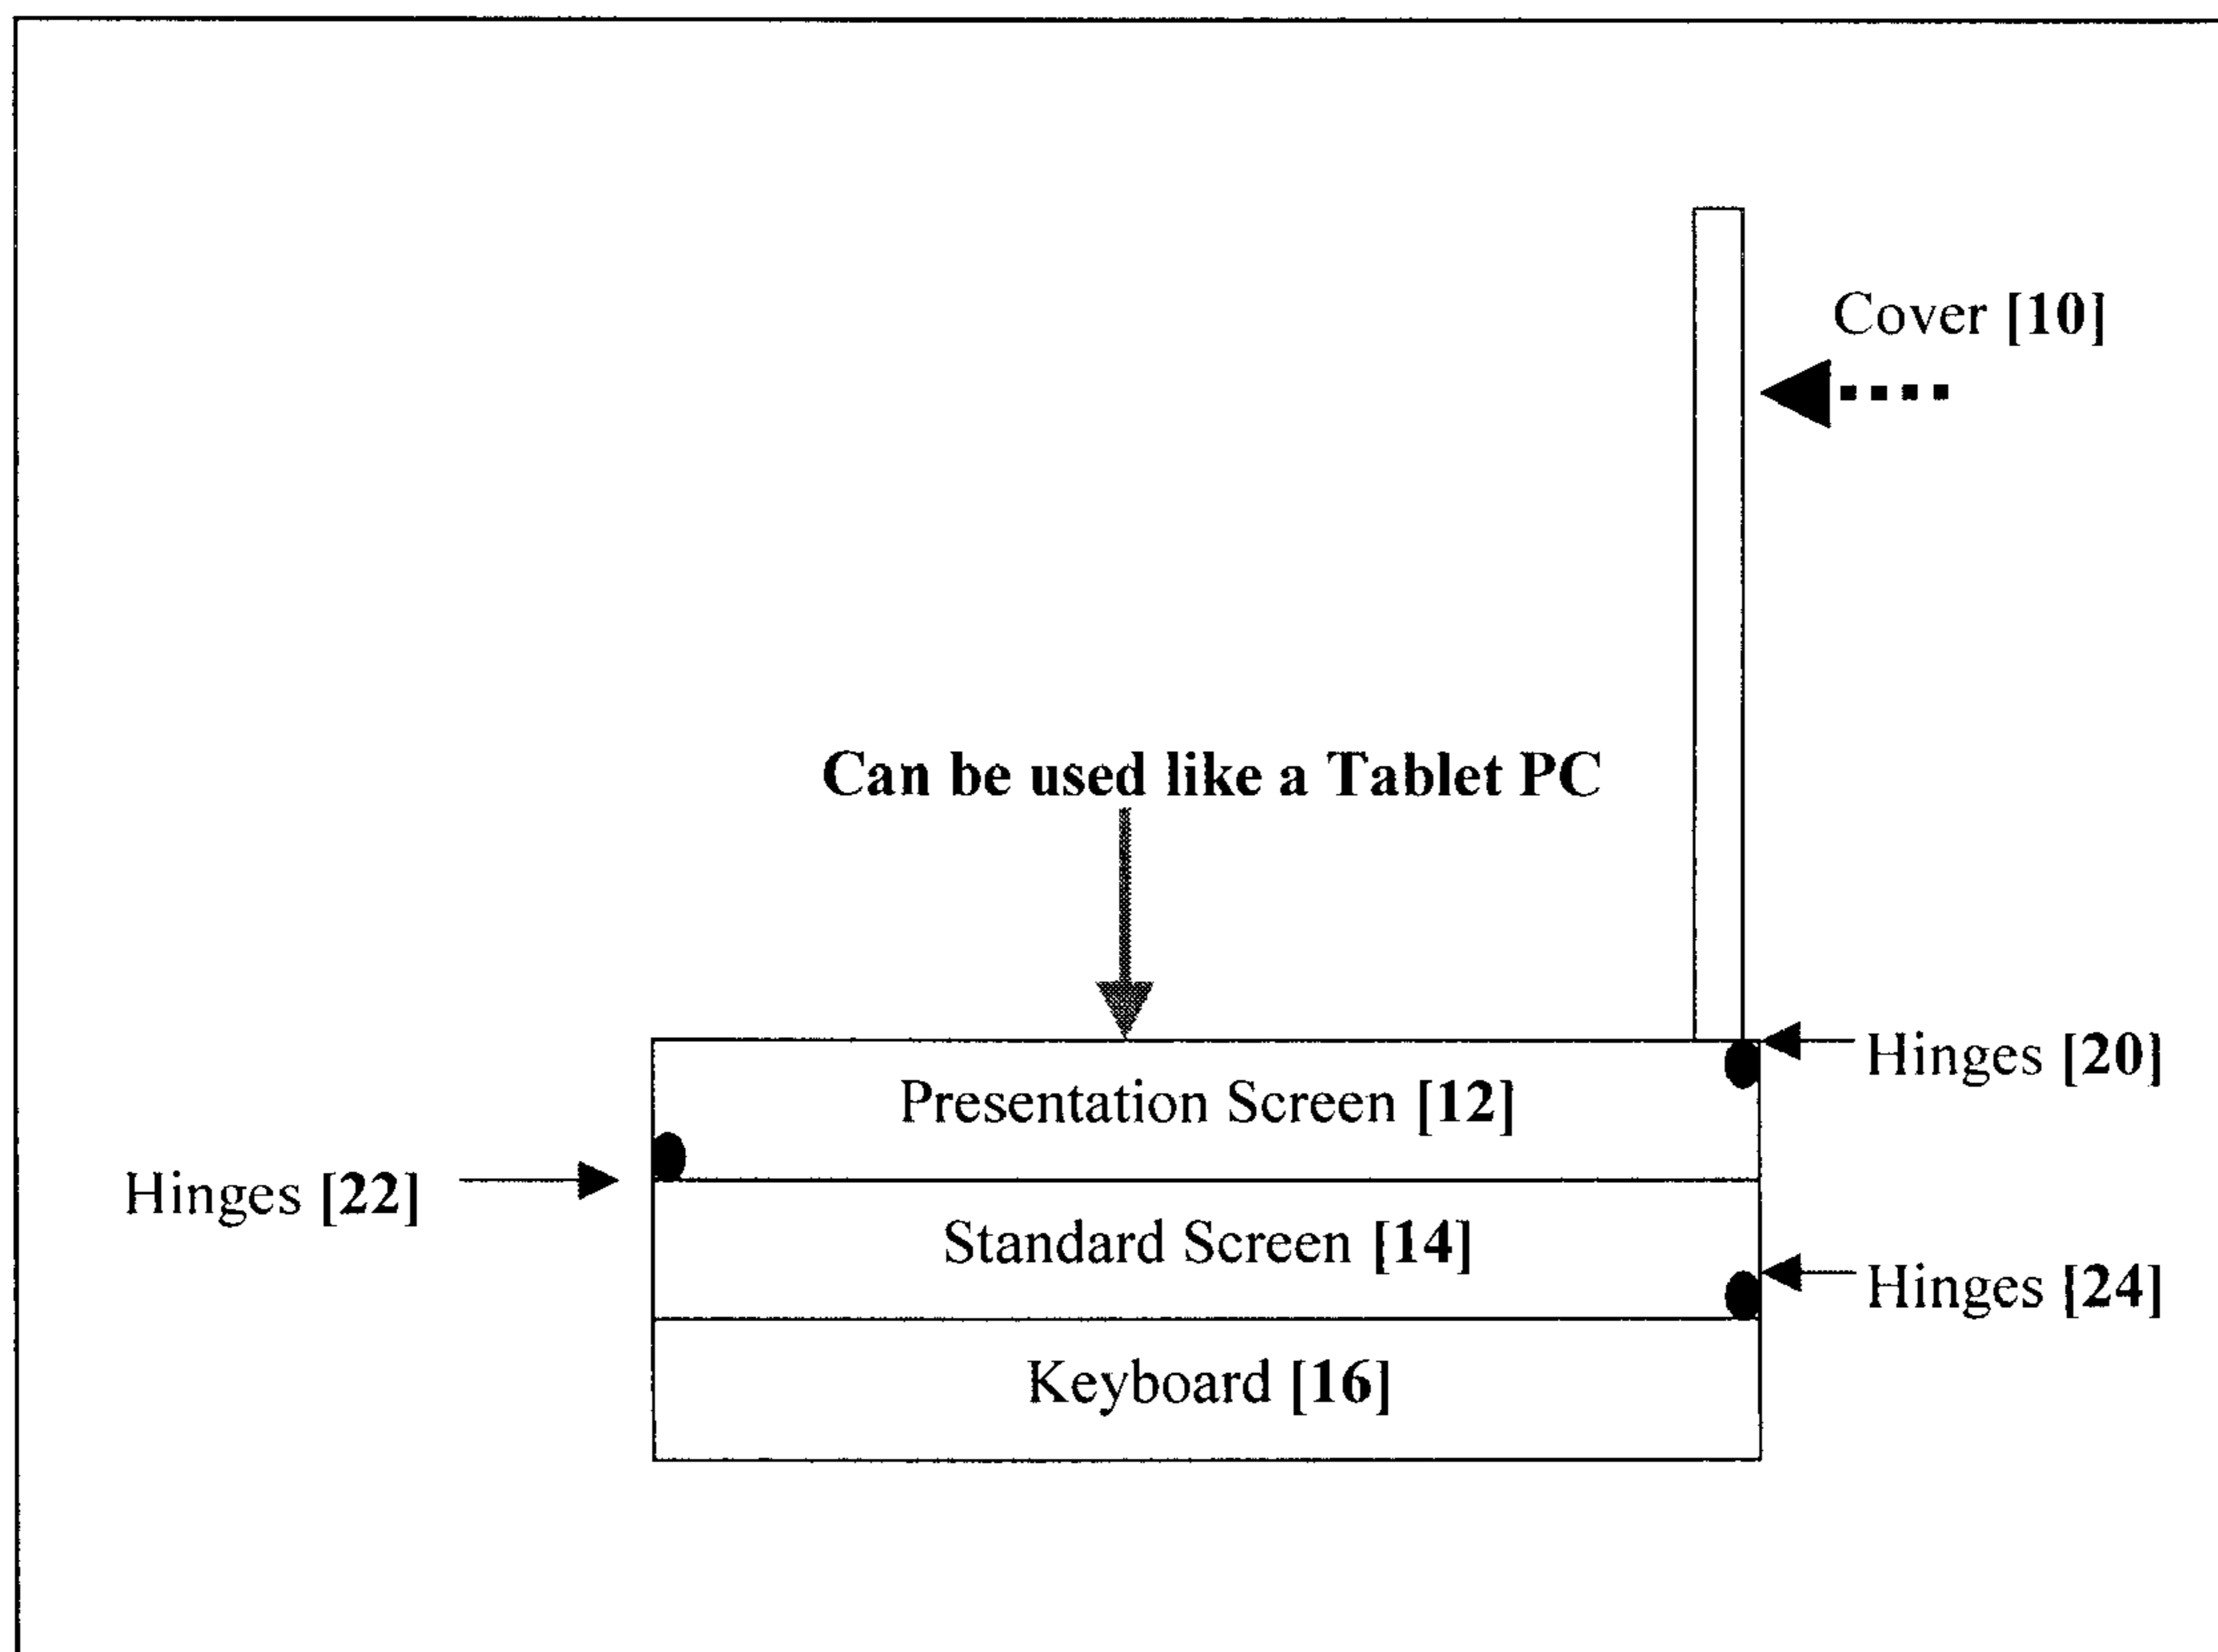 Cover [10]
Can be used like a Tablet PC
Hinges [20]
Presentation Screen [12]
Hinges [22]
Standard Screen [14]
Hinges [24]
Keyboard [16]